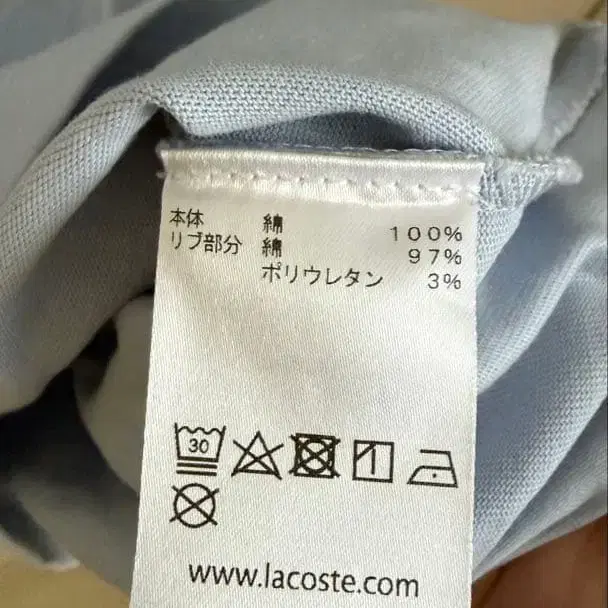 本体 綿 100%
リブ部分 綿 97%
ポリウレタン 3%
30
www.lacoste.com